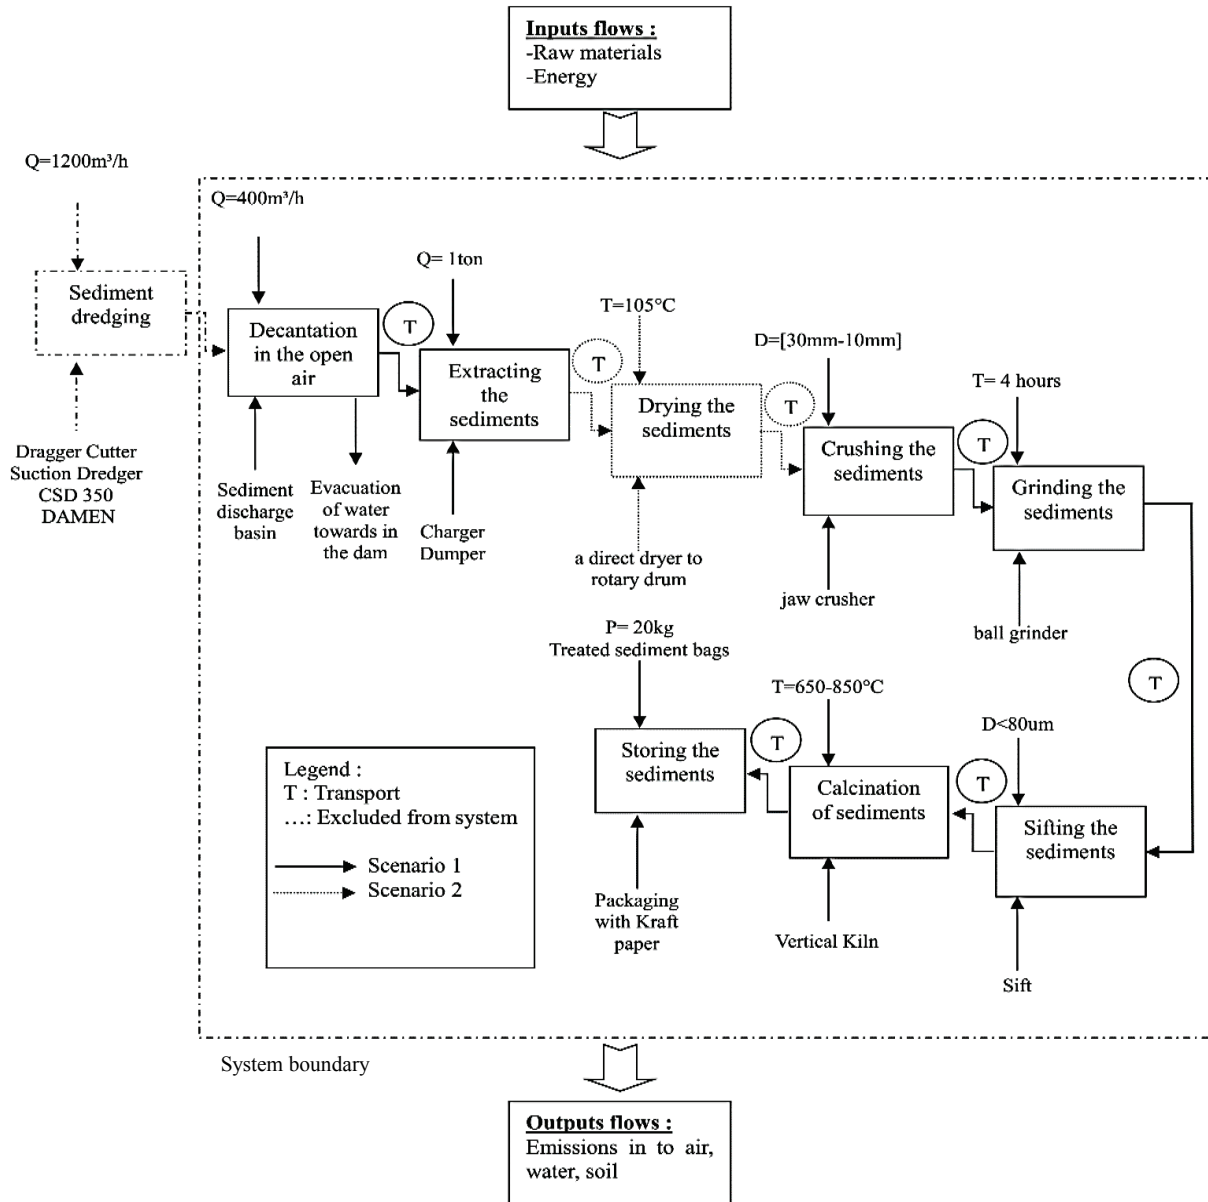 Inputs flows :
-Raw materials
-Energy
Q=1200m³/h
Q=400m³/h
Sediment
dredging
Q= 1ton
T=105°C
D=[30mm-10mm]
T= 4 hours
Decantation
in the open
air
T
Extracting
the
sediments
T
Drying the
sediments
T
Crushing the
sediments
T
Grinding the
sediments
Dragger Cutter
Suction Dredger
CSD 350
DAMEN
Sediment
discharge
basin
Evacuation
of water
towards in
the dam
Charger
Dumper
a direct dryer to
rotary drum
jaw crusher
ball grinder
T
P= 20kg
Treated sediment bags
T=650-850°C
D<80um
Storing the
sediments
T
Calcination
of sediments
T
Sifting the
sediments
Packaging
with Kraft
paper
Vertical Kiln
Sift
Legend :
T : Transport
…: Excluded from system
Scenario 1
Scenario 2
System boundary
Outputs flows :
Emissions in to air,
water, soil